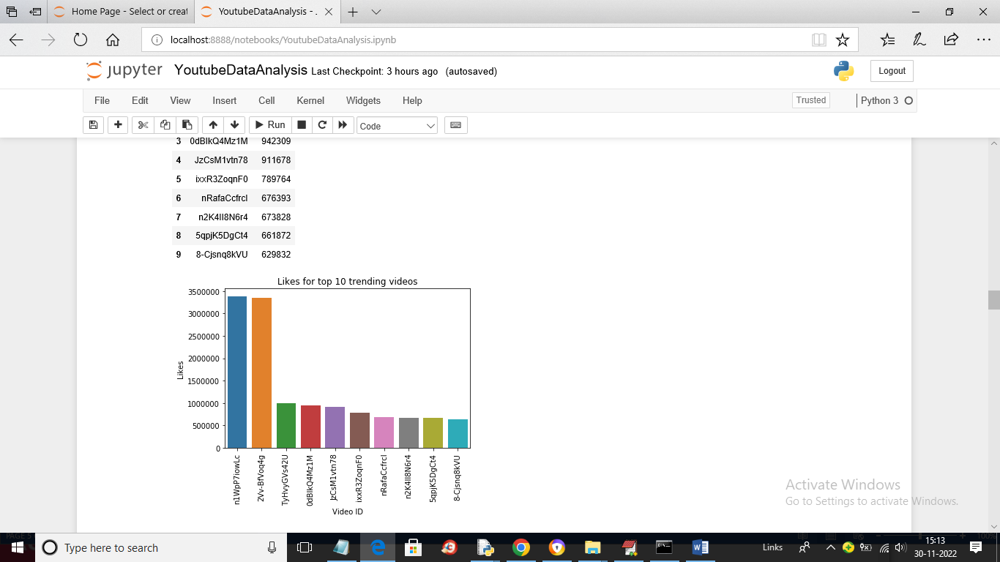 Home Page - Select or creat
YoutubeDataAnalysis - .
localhost:8888/notebooks/YoutubeDataAnalysis.ipynb
jupyter YoutubeDataAnalysis Last Checkpoint: 3 hours ago (autosaved)
Logout
File Edit View Insert Cell Kernel Widgets Help
Trusted
Python 3
Run
Code
3 0dBIkQ4Mz1M 942309
4 JzCsM1vtn78 911678
5 ixxR3ZoqnF0 789764
6 nRafaCcfrcI 676393
7 n2K4II8N6r4 673828
8 5qpjK5DgCt4 661872
9 8-Cjsnq8kVU 629832
Likes for top 10 trending videos
3500000
3000000
2500000
2000000
1500000
1000000
500000
0
Likes
n1WpP7iowLc
2Vv-BfVoq4g
TyHvyGVs42U
0dBIkQ4Mz1M
JzCsM1vtn78
ixxR3ZoqnF0
nRafaCcfrcI
n2K4II8N6r4
5qpjK5DgCt4
8-Cjsnq8kVU
Video ID
Activate Windows
Go to Settings to activate Windows.
Type here to search
Links
15:13
30-11-2022
100%